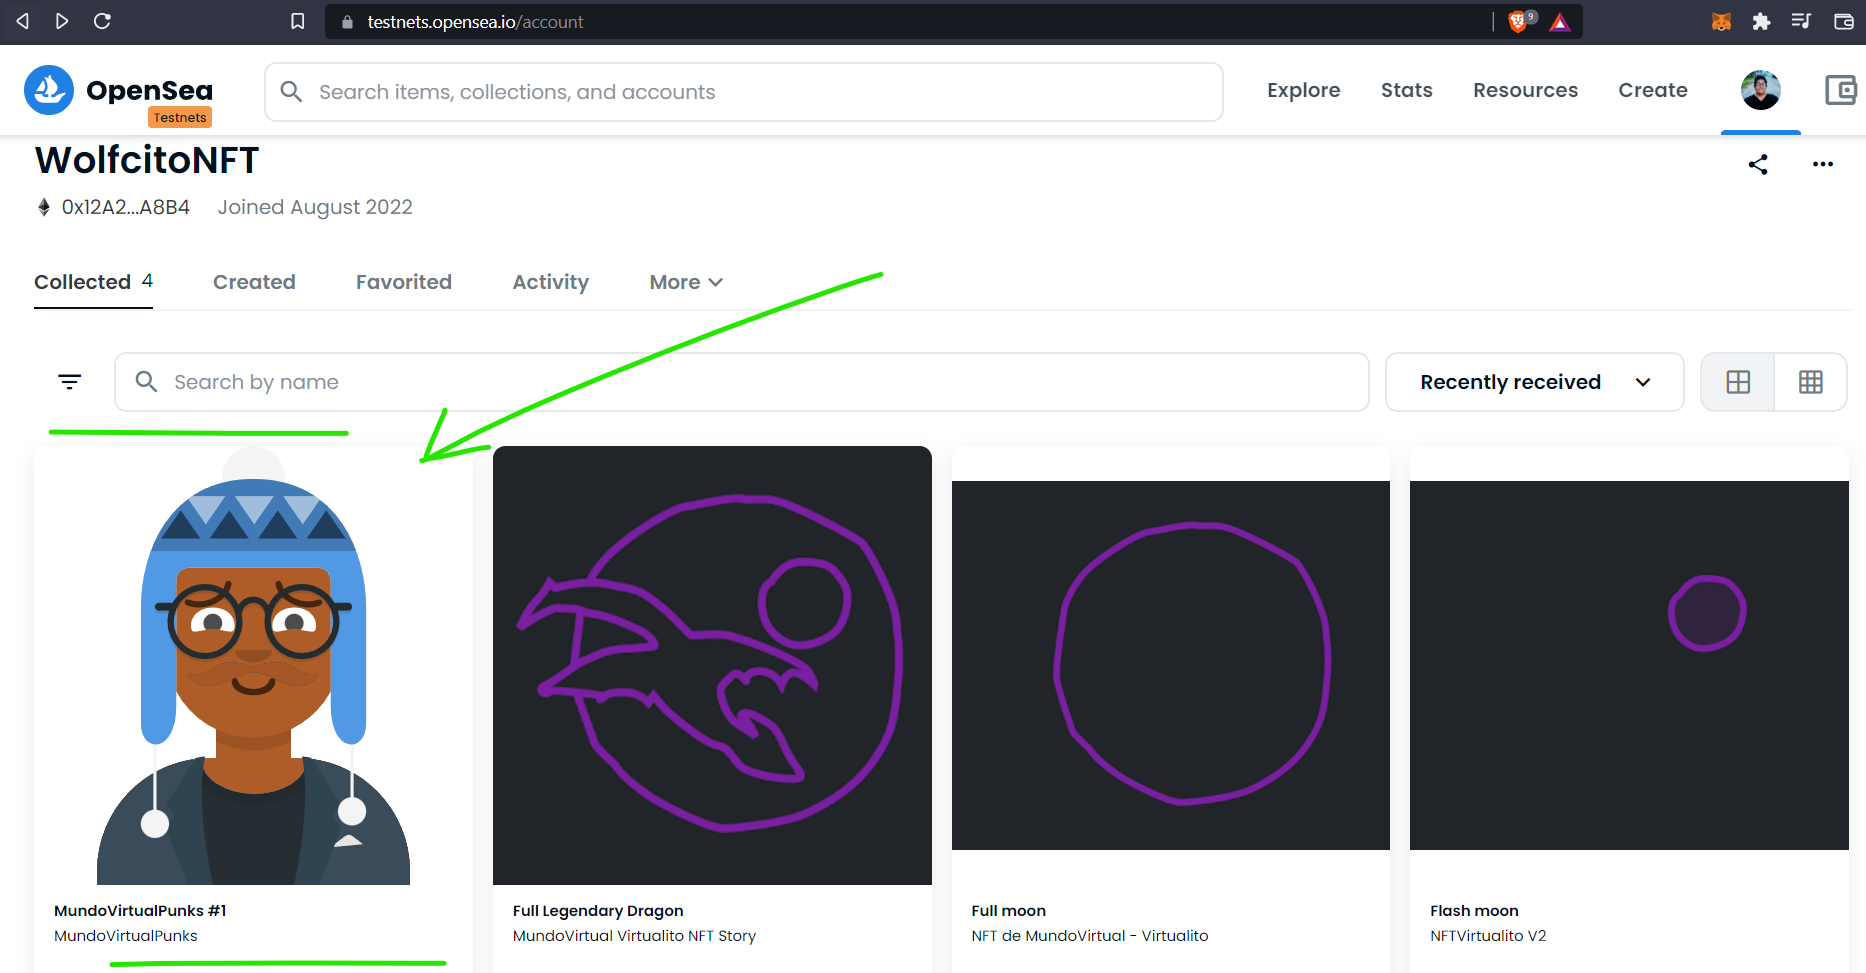 testnets.opensea.io/account
9
OpenSea
Testnets
Search items, collections, and accounts
Explore
Stats
Resources
Create
WolfcitoNFT
0x12A2...A8B4
Joined August 2022
Collected 4
Created
Favorited
Activity
More
Search by name
Recently received
MundoVirtualPunks #1
MundoVirtualPunks
Full Legendary Dragon
MundoVirtual Virtualito NFT Story
Full moon
NFT de MundoVirtual - Virtualito
Flash moon
NFTVirtualito V2